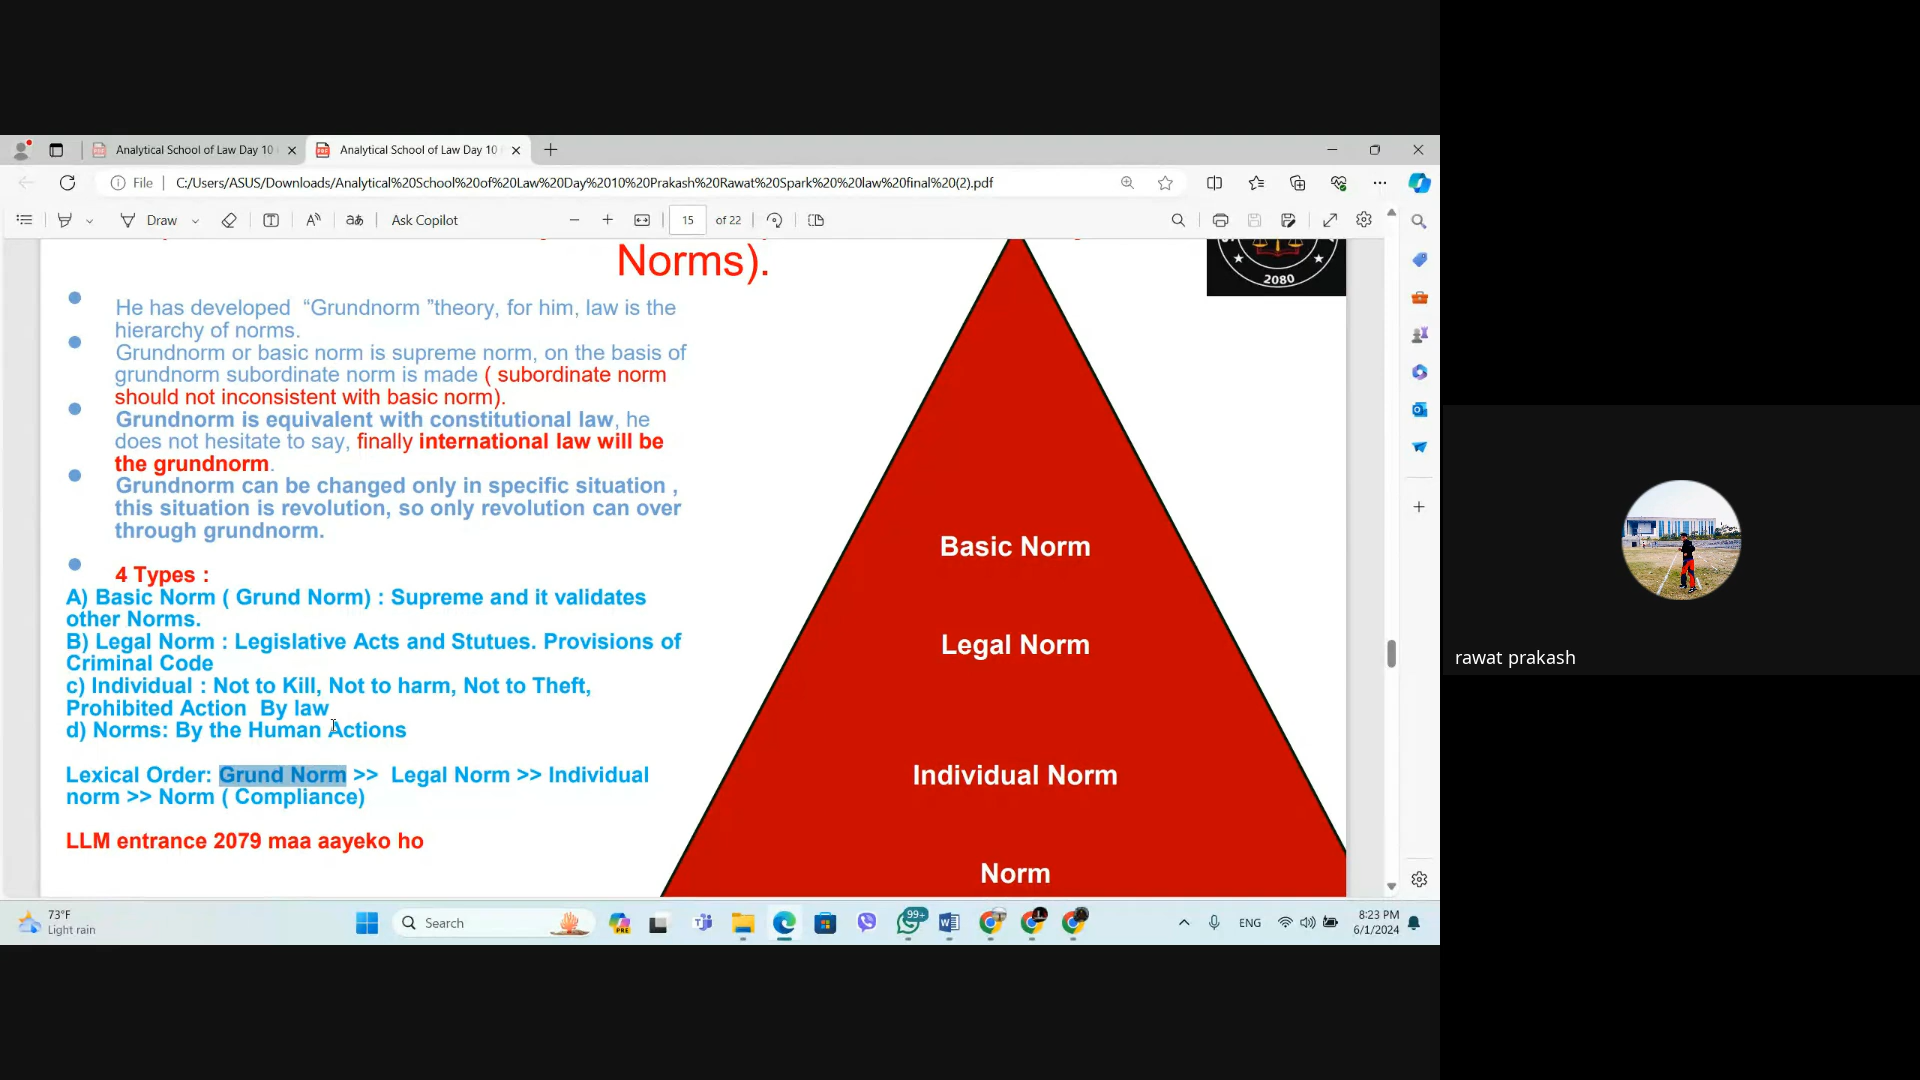 Analytical School of Law Day 10
Analytical School of Law Day 10
File
C:/Users/ASUS/Downloads/Analytical%20School%20of%20Law%20Day%2010%20Prakash%20Rawat%20Spark%20%20law%20final%20(2).pdf
Draw
Ask Copilot
15
of 22
Norms).
2080
He has developed “Grundnorm ”theory, for him, law is the
hierarchy of norms.
Grundnorm or basic norm is supreme norm, on the basis of
grundnorm subordinate norm is made ( subordinate norm
should not inconsistent with basic norm).
Grundnorm is equivalent with constitutional law, he
does not hesitate to say, finally international law will be
the grundnorm.
Grundnorm can be changed only in specific situation ,
this situation is revolution, so only revolution can over
through grundnorm.
4 Types :
A) Basic Norm ( Grund Norm) : Supreme and it validates
other Norms.
B) Legal Norm : Legislative Acts and Stutues. Provisions of
Criminal Code
c) Individual : Not to Kill, Not to harm, Not to Theft,
Prohibited Action By law
d) Norms: By the Human Actions
Lexical Order: Grund Norm >> Legal Norm >> Individual
norm >> Norm ( Compliance)
LLM entrance 2079 maa aayeko ho
Basic Norm
Legal Norm
Individual Norm
Norm
rawat prakash
73°F
Light rain
Search
PRE
99+
ENG
8:23 PM
6/1/2024